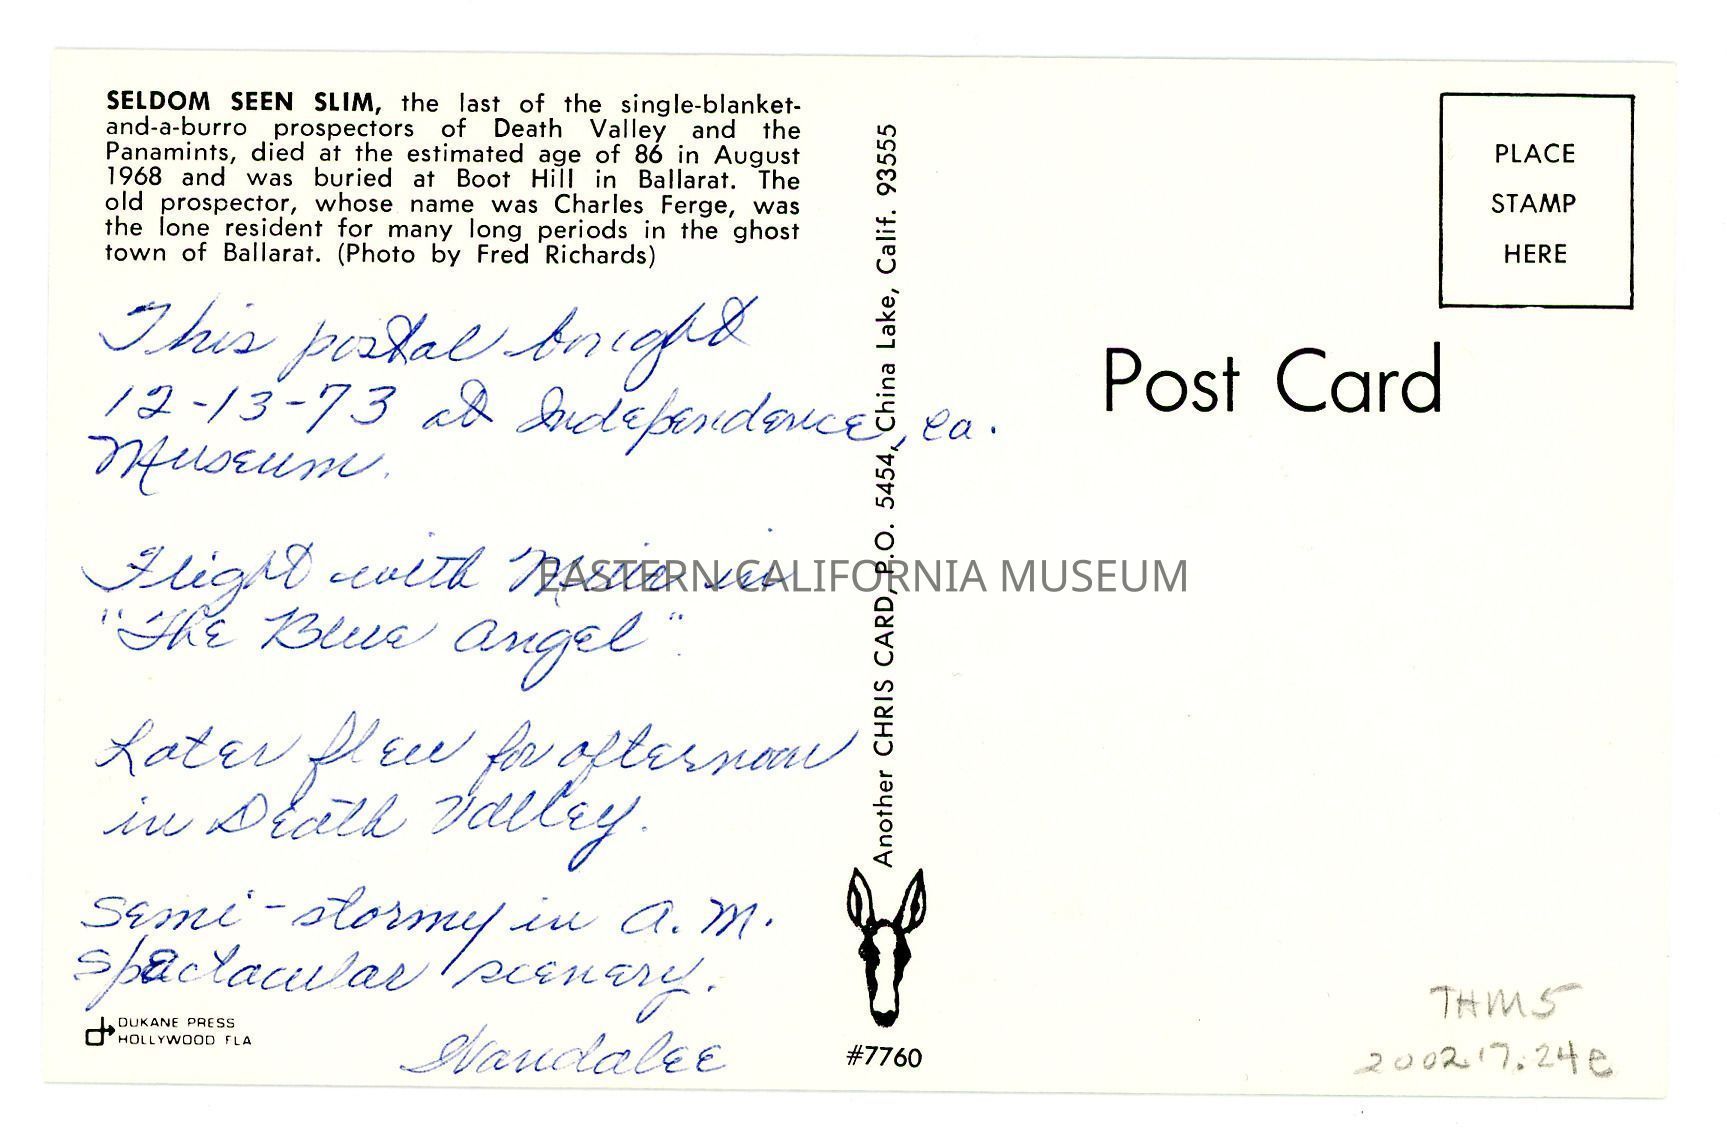 SELDOM SEEN SLIM, the last of the single-blanket-
and-a-burro prospectors of Death Valley and the
Panamints, died at the estimated age of 86 in August
1968 and was buried at Boot Hill in Ballarat. The
old prospector, whose name was Charles Ferge, was
the lone resident for many long periods in the ghost
town of Ballarat. (Photo by Fred Richards)
This postal bought
12-13-73 at Independence, Ca.
Museum.
Flight with in
"The Blue Angel".
Later flew for afternoon
in Death Valley.
Semi-stormy in A.M.
Spectacular scenery.
Vandalee
DUKANE PRESS
HOLLYWOOD FLA
Another CHRIS CARD, P.O. 5454, China Lake, Calif. 93555
#7760
PLACE
STAMP
HERE
Post Card
EASTERN CALIFORNIA MUSEUM
THM5
2002.17.24e